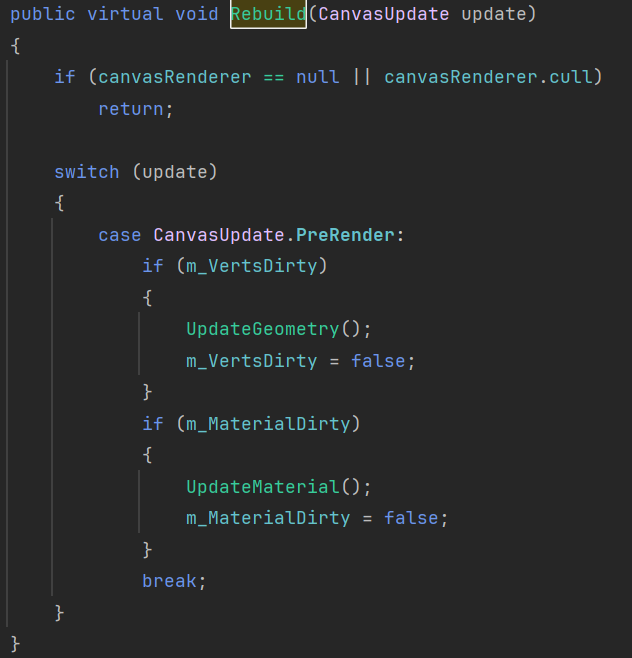 public virtual void Rebuild(CanvasUpdate update)
{
    if (canvasRenderer == null || canvasRenderer.cull)
        return;

    switch (update)
    {
        case CanvasUpdate.PreRender:
            if (m_VertsDirty)
            {
                UpdateGeometry();
                m_VertsDirty = false;
            }
            if (m_MaterialDirty)
            {
                UpdateMaterial();
                m_MaterialDirty = false;
            }
            break;
    }
}